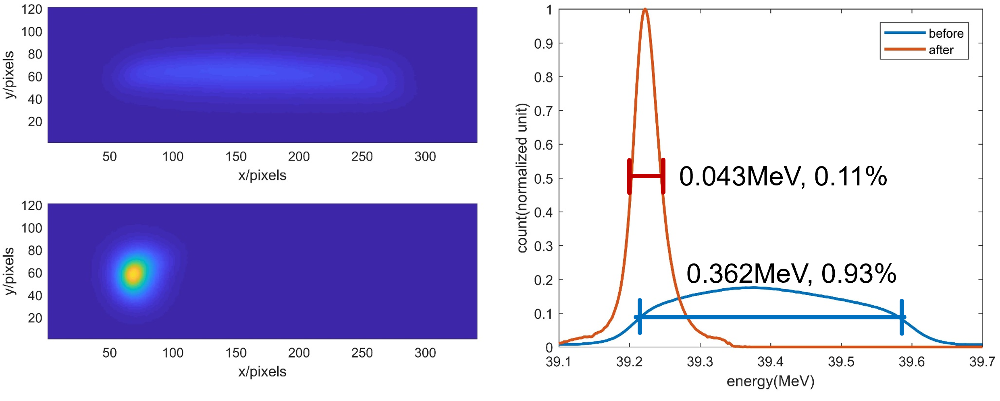 120
100
80
60
40
20
y/pixels
50 100 150 200 250 300
x/pixels
120
100
80
60
40
20
y/pixels
50 100 150 200 250 300
x/pixels
1
0.9
0.8
0.7
0.6
0.5
0.4
0.3
0.2
0.1
0
count(normalized unit)
before
after
0.043MeV, 0.11%
0.362MeV, 0.93%
39.1 39.2 39.3 39.4 39.5 39.6 39.7
energy(MeV)